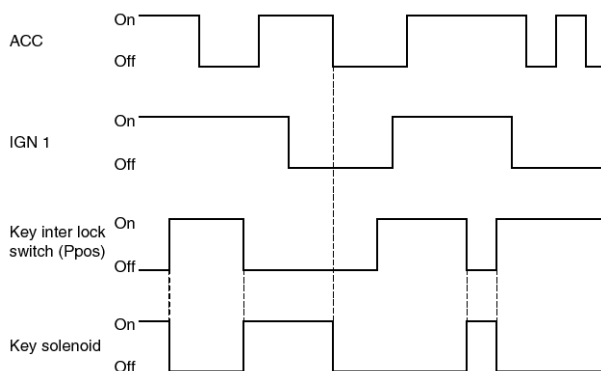 On
ACC
Off
On
IGN 1
Off
On
Key inter lock
switch (Ppos)
Off
On
Key solenoid
Off